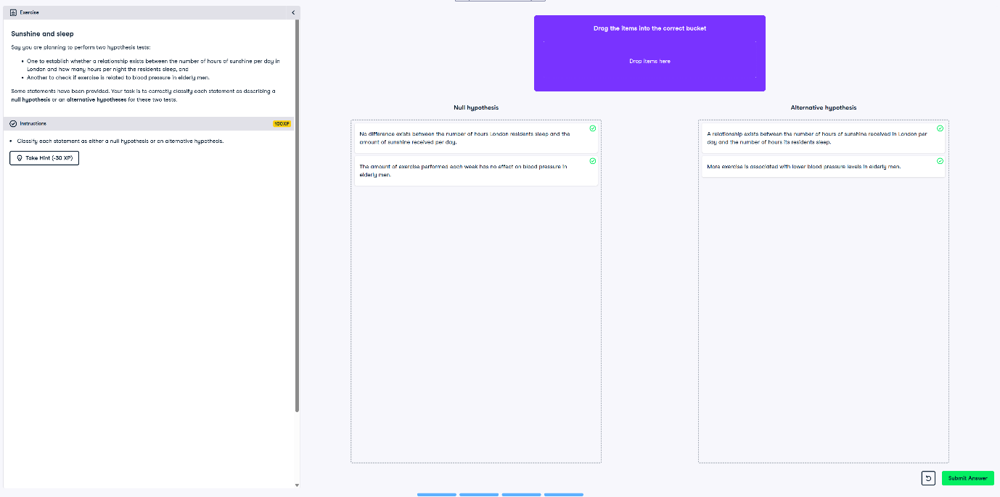 Exercise
Sunshine and sleep
Say you are planning to perform two hypothesis tests:
• One to establish whether a relationship exists between the number of hours of sunshine per day in
London and how many hours per night the residents sleep, and
• Another to check if exercise is related to blood pressure in elderly men.
Some statements have been provided. Your task is to correctly classify each statement as describing a
null hypothesis or an alternative hypotheses for these two tests.
Instructions
100XP
• Classify each statement as either a null hypothesis or an alternative hypothesis.
Take Hint (-30 XP)
Drag the items into the correct bucket
Drop items here
Null hypothesis
No difference exists between the number of hours London residents sleep and the
amount of sunshine received per day.
The amount of exercise performed each week has no effect on blood pressure in
elderly men.
Alternative hypothesis
A relationship exists between the number of hours of sunshine received in London per
day and the number of hours its residents sleep.
More exercise is associated with lower blood pressure levels in elderly men.
Submit Answer